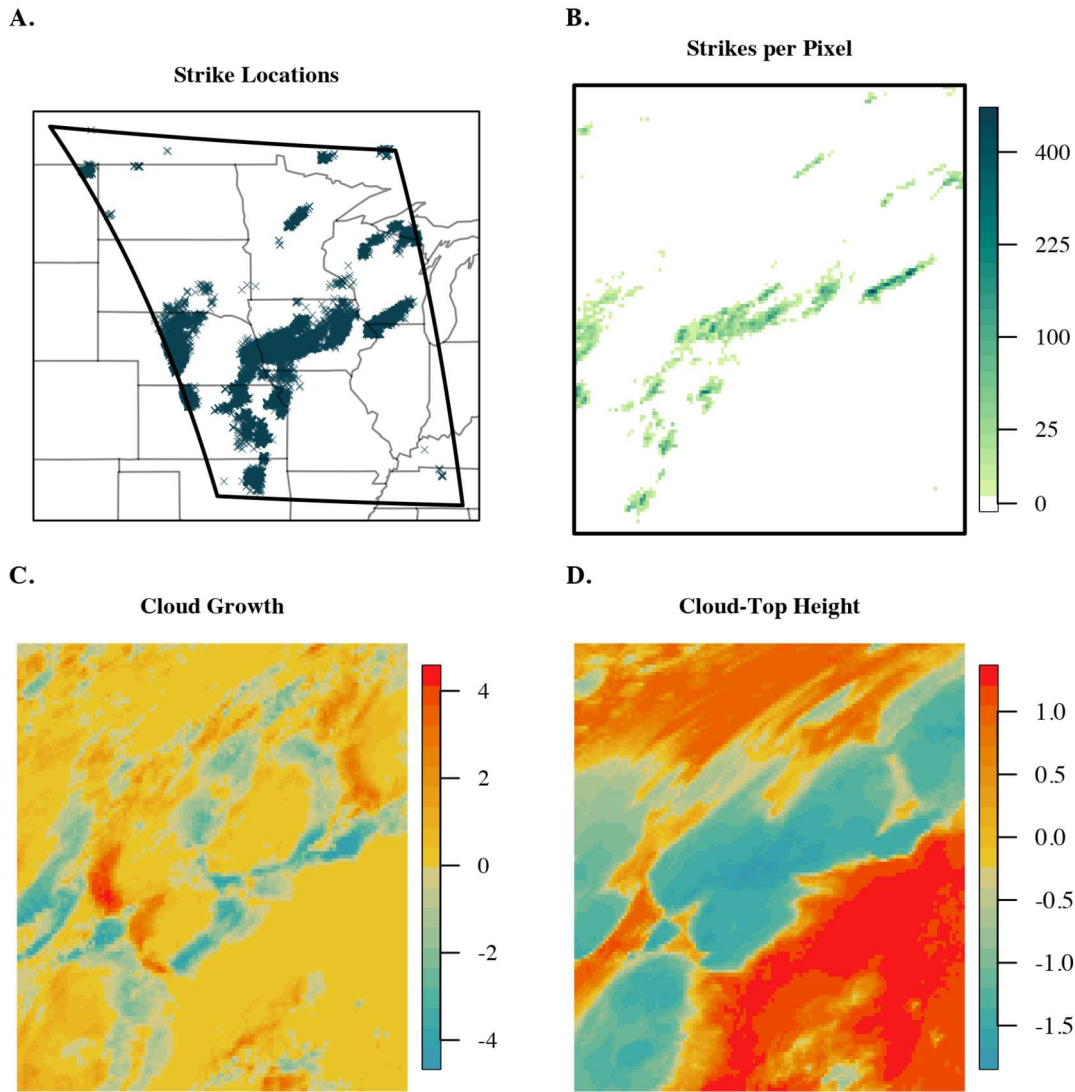 A.
Strike Locations
B.
Strikes per Pixel
400
225
100
25
0
C.
Cloud Growth
4
2
0
-2
-4
D.
Cloud-Top Height
1.0
0.5
0.0
-0.5
-1.0
-1.5